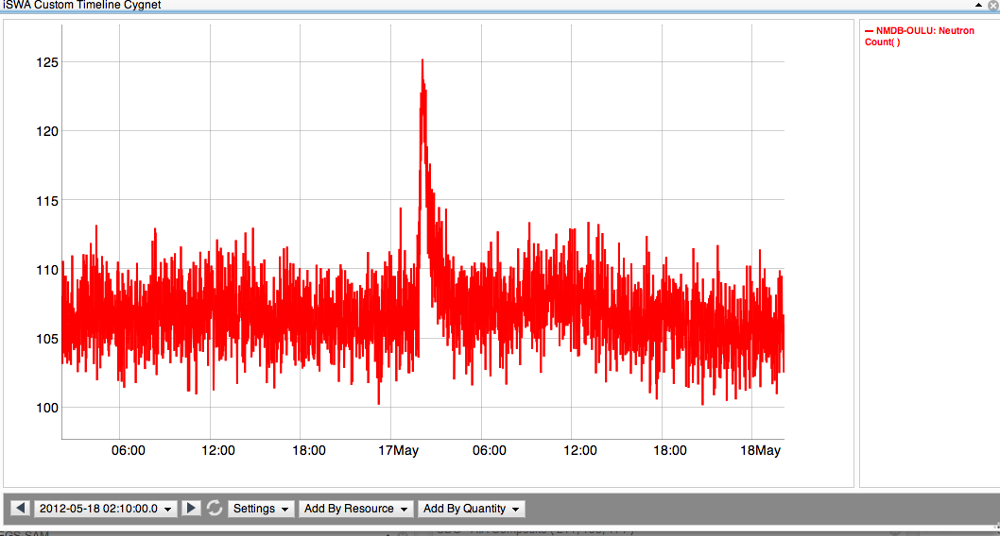 iSWA Custom Timeline Cygnet
NMDB-OULU: Neutron
Count( )
125
120
115
110
105
100
06:00 12:00 18:00 17May 06:00 12:00 18:00 18May
2012-05-18 02:10:00.0 Settings Add By Resource Add By Quantity